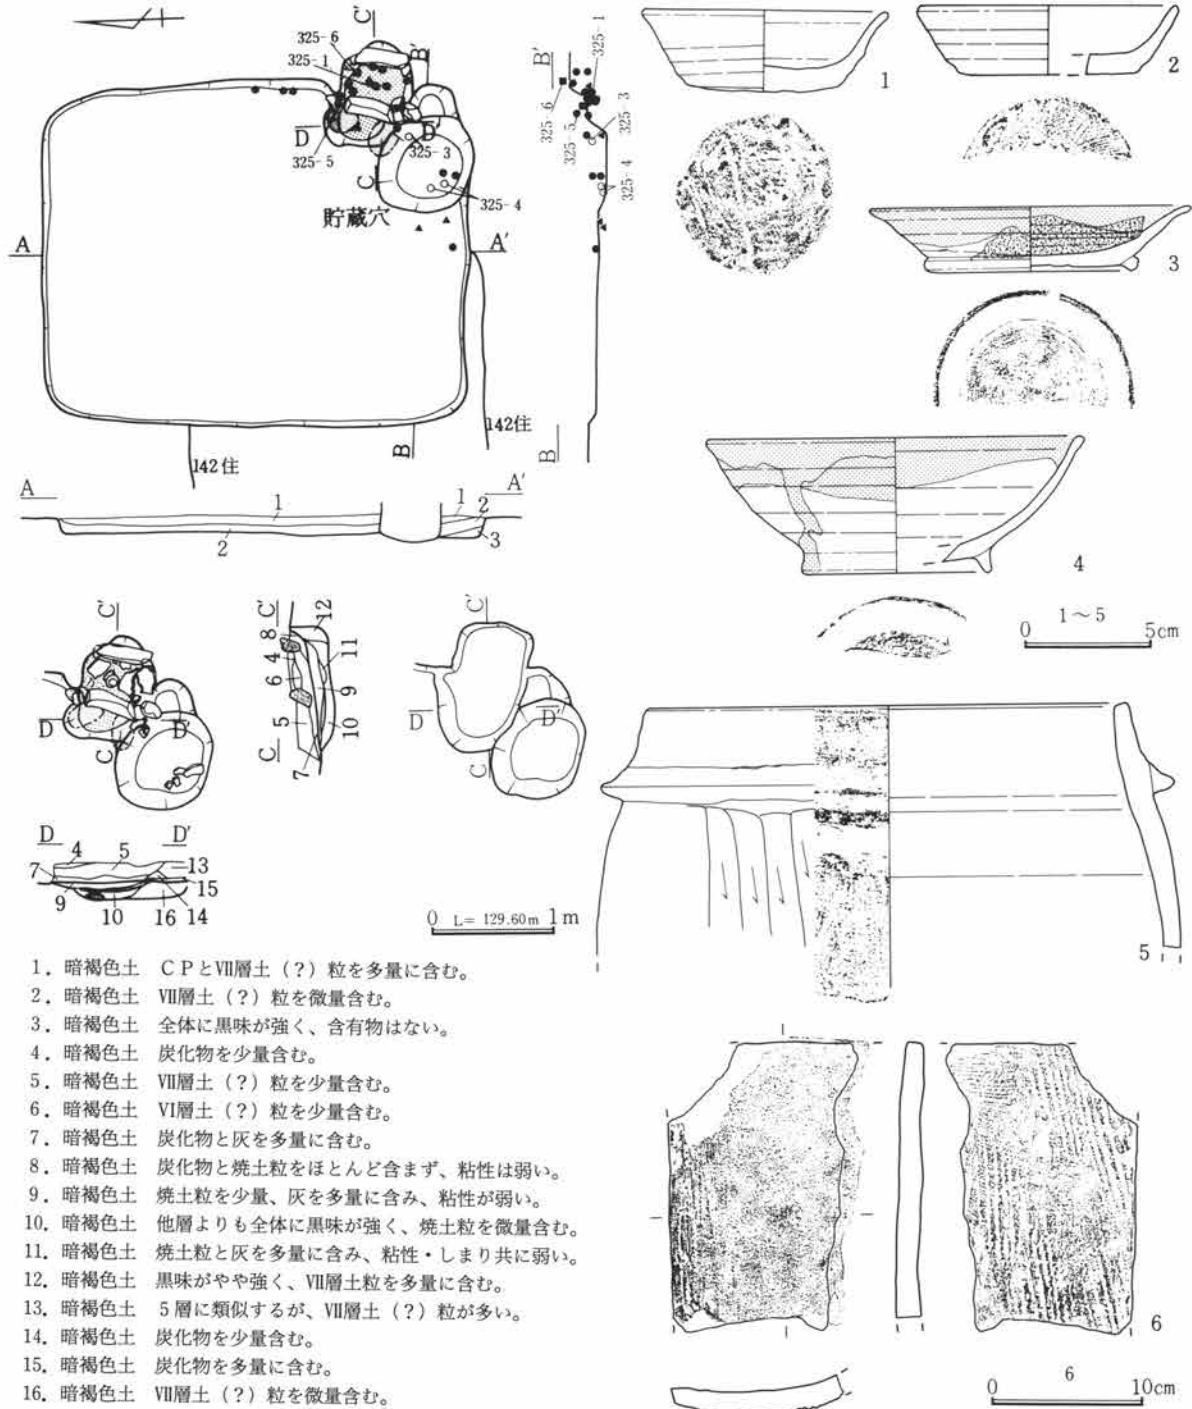 C'
325-6
325-1
B'
D
D'
325-5
325-3
C
325-4
貯蔵穴
A
A'
142住
142住
B
B'
325-1
325-6
325-5
325-3
325-4
B
A
A'
1
2
1
2
3
C'
D
D'
C
C'
8
4
6
5
7
C
12
11
9
10
C'
D
D'
C
D
D'
4
5
7
9
10
16
14
13
15
0 L= 129.60m 1m
1. 暗褐色土 CPとVII層土(?)粒を多量に含む。
2. 暗褐色土 VII層土(?)粒を微量含む。
3. 暗褐色土 全体に黒味が強く、含有物はない。
4. 暗褐色土 炭化物を少量含む。
5. 暗褐色土 VII層土(?)粒を少量含む。
6. 暗褐色土 VI層土(?)粒を少量含む。
7. 暗褐色土 炭化物と灰を多量に含む。
8. 暗褐色土 炭化物と焼土粒をほとんど含まず、粘性は弱い。
9. 暗褐色土 焼土粒を少量、灰を多量に含み、粘性が弱い。
10. 暗褐色土 他層よりも全体に黒味が強く、焼土粒を微量含む。
11. 暗褐色土 焼土粒と灰を多量に含み、粘性・しまり共に弱い。
12. 暗褐色土 黒味がやや強く、VII層土粒を多量に含む。
13. 暗褐色土 5層に類似するが、VII層土(?)粒が多い。
14. 暗褐色土 炭化物を少量含む。
15. 暗褐色土 炭化物を多量に含む。
16. 暗褐色土 VII層土(?)粒を微量含む。
1
2
3
4
1～5
0 5cm
5
6
6
0 10cm